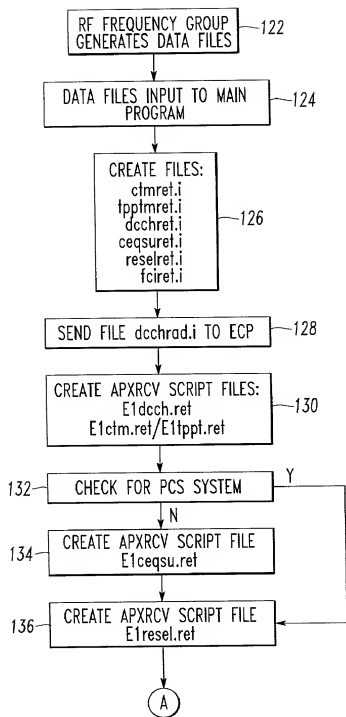 RF FREQUENCY GROUP
GENERATES DATA FILES
122
DATA FILES INPUT TO MAIN
PROGRAM
124
CREATE FILES:
ctmret.i
tpptmret.i
dcchret.i
ceqsuret.i
reselret.i
fciret.i
126
SEND FILE dcchrad.i TO ECP
128
CREATE APXRCV SCRIPT FILES:
E1dcch.ret
E1ctm.ret/E1tppt.ret
130
132
CHECK FOR PCS SYSTEM
Y
N
134
CREATE APXRCV SCRIPT FILE
E1ceqsu.ret
136
CREATE APXRCV SCRIPT FILE
E1resel.ret
A